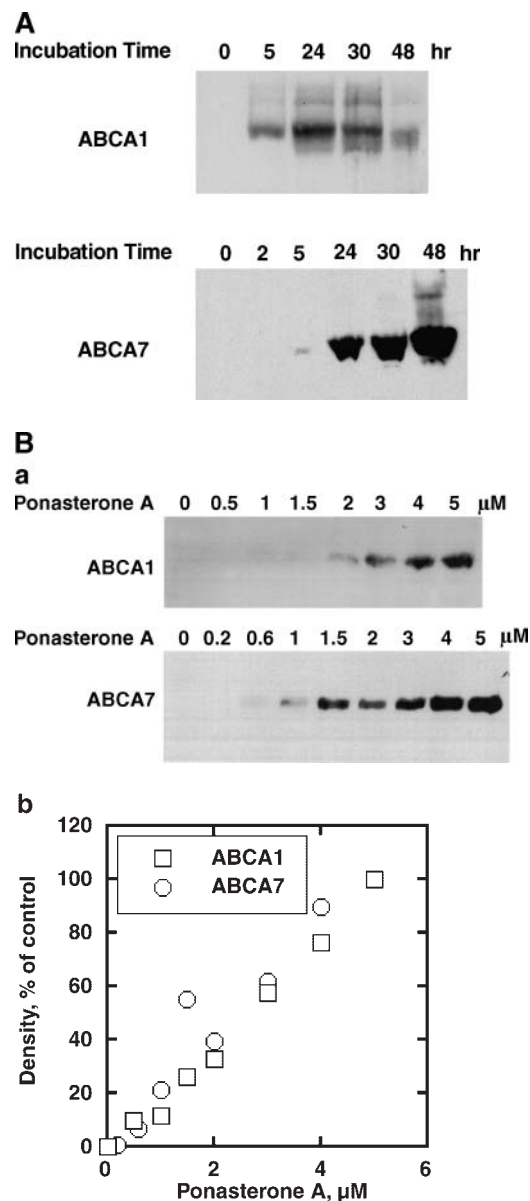 A
Incubation Time 0 5 24 30 48 hr
ABCA1
Incubation Time 0 2 5 24 30 48 hr
ABCA7
B
a
Ponasterone A 0 0.5 1 1.5 2 3 4 5 μM
ABCA1
Ponasterone A 0 0.2 0.6 1 1.5 2 3 4 5 μM
ABCA7
b
120
100
80
60
40
20
0
Density, % of control
ABCA1
ABCA7
0 2 4 6
Ponasterone A, μM